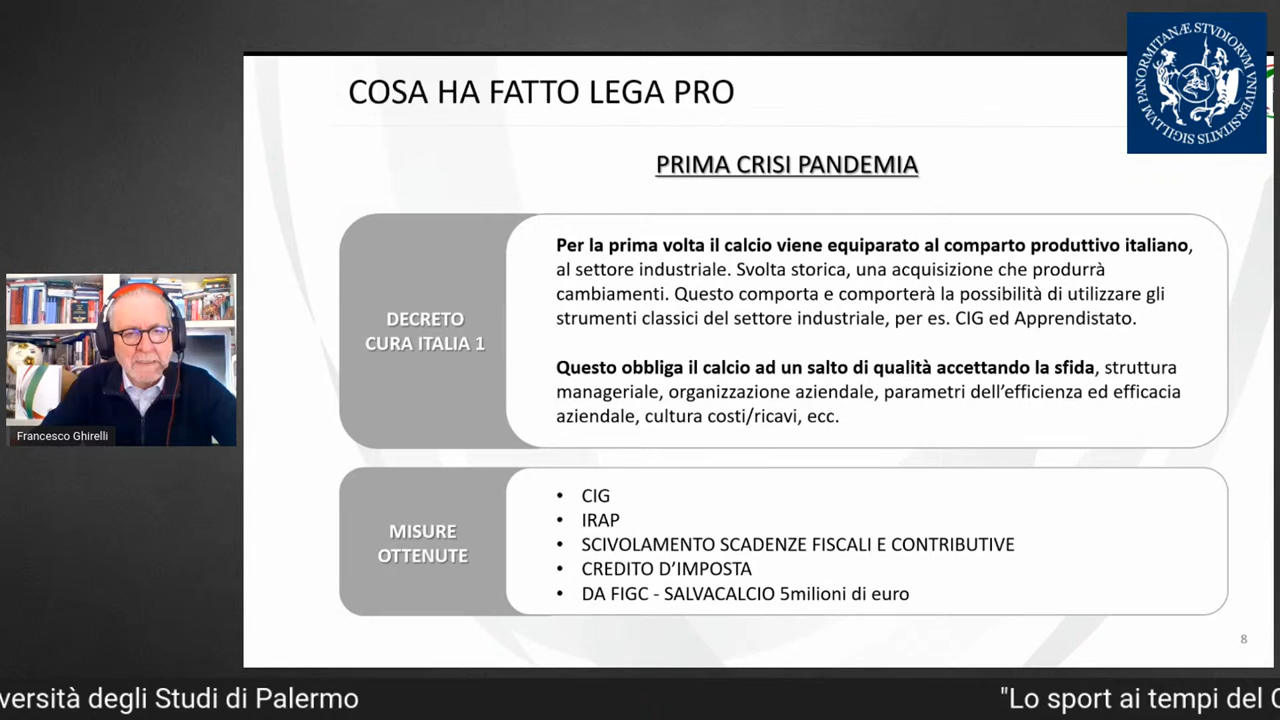 COSA HA FATTO LEGA PRO
SIGILLVM PANORMITANÆ STVDIORVM VNIVERSITATIS
PRIMA CRISI PANDEMIA
DECRETO
CURA ITALIA 1
Per la prima volta il calcio viene equiparato al comparto produttivo italiano,
al settore industriale. Svolta storica, una acquisizione che produrrà
cambiamenti. Questo comporta e comporterà la possibilità di utilizzare gli
strumenti classici del settore industriale, per es. CIG ed Apprendistato.
Questo obbliga il calcio ad un salto di qualità accettando la sfida, struttura
manageriale, organizzazione aziendale, parametri dell’efficienza ed efficacia
aziendale, cultura costi/ricavi, ecc.
Francesco Ghirelli
MISURE
OTTENUTE
• CIG
• IRAP
• SCIVOLAMENTO SCADENZE FISCALI E CONTRIBUTIVE
• CREDITO D’IMPOSTA
• DA FIGC - SALVACALCIO 5milioni di euro
8
versità degli Studi di Palermo
"Lo sport ai tempi del